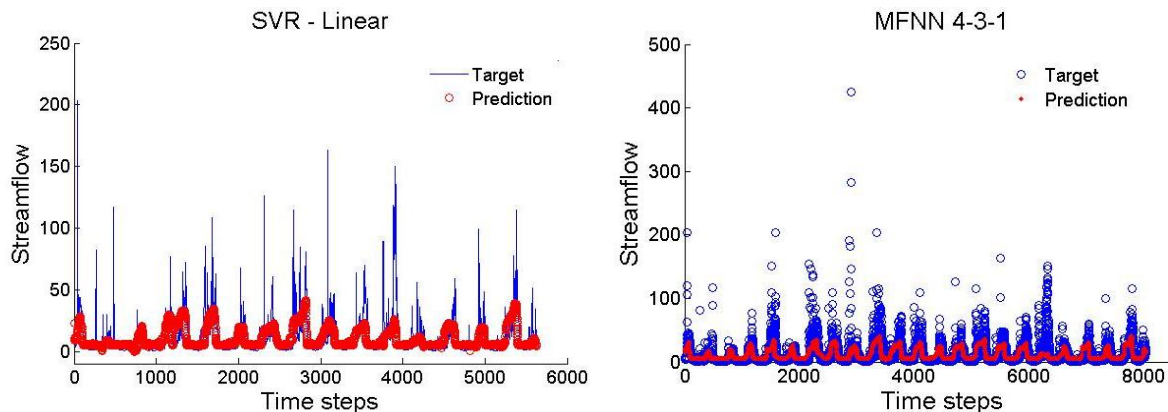 SVR - Linear
250
200
150
100
50
0
Streamflow
Target
Prediction
0 1000 2000 3000 4000 5000 6000
Time steps
MFNN 4-3-1
500
400
300
200
100
0
Streamflow
Target
Prediction
0 2000 4000 6000 8000
Time steps